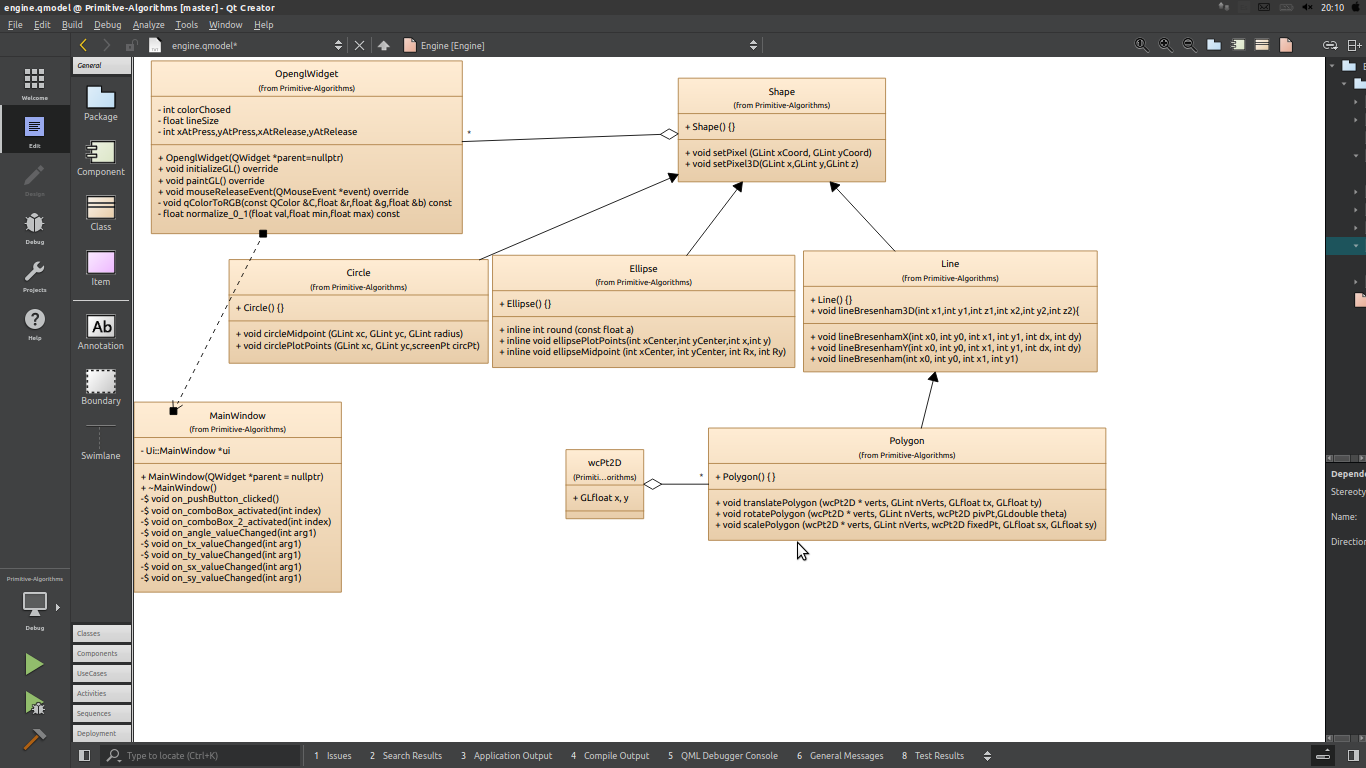 engine.qmodel @ Primitive-Algorithms [master] - Qt Creator
20:10
File Edit Build Debug Analyze Tools Window Help
engine.qmodel*
Engine [Engine]
Welcome
Edit
Design
Debug
Projects
Help
Primitive-Algorithms
Debug
General
Package
Component
Class
Item
Ab
Annotation
Boundary
Swimlane
Classes
Components
UseCases
Activities
Sequences
Deployment
OpenglWidget
(from Primitive-Algorithms)
- int colorChosed
- float lineSize
- int xAtPress,yAtPress,xAtRelease,yAtRelease
+ OpenglWidget(QWidget *parent=nullptr)
+ void initializeGL() override
+ void paintGL() override
+ void mouseReleaseEvent(QMouseEvent *event) override
- void qColorToRGB(const QColor &C,float &r,float &g,float &b) const
- float normalize_0_1(float val,float min,float max) const
*
Shape
(from Primitive-Algorithms)
+ Shape() {}
+ void setPixel (GLint xCoord, GLint yCoord)
+ void setPixel3D(GLint x,GLint y,GLint z)
Circle
(from Primitive-Algorithms)
+ Circle() {}
+ void circleMidpoint (GLint xc, GLint yc, GLint radius)
+ void circlePlotPoints (GLint xc, GLint yc,screenPt circPt)
Ellipse
(from Primitive-Algorithms)
+ Ellipse() {}
+ inline int round (const float a)
+ inline void ellipsePlotPoints(int xCenter,int yCenter,int x,int y)
+ inline void ellipseMidpoint (int xCenter, int yCenter, int Rx, int Ry)
Line
(from Primitive-Algorithms)
+ Line() {}
+ void lineBresenham3D(int x1,int y1,int z1,int x2,int y2,int z2){
+ void lineBresenhamX(int x0, int y0, int x1, int y1, int dx, int dy)
+ void lineBresenhamY(int x0, int y0, int x1, int y1, int dx, int dy)
+ void lineBresenham(int x0, int y0, int x1, int y1)
MainWindow
(from Primitive-Algorithms)
- Ui::MainWindow *ui
+ MainWindow(QWidget *parent = nullptr)
+ ~MainWindow()
-$ void on_pushButton_clicked()
-$ void on_comboBox_activated(int index)
-$ void on_comboBox_2_activated(int index)
-$ void on_angle_valueChanged(int arg1)
-$ void on_tx_valueChanged(int arg1)
-$ void on_ty_valueChanged(int arg1)
-$ void on_sx_valueChanged(int arg1)
-$ void on_sy_valueChanged(int arg1)
wcPt2D
(Primiti...orithms)
+ GLfloat x, y
*
Polygon
(from Primitive-Algorithms)
+ Polygon() { }
+ void translatePolygon (wcPt2D * verts, GLint nVerts, GLfloat tx, GLfloat ty)
+ void rotatePolygon (wcPt2D * verts, GLint nVerts, wcPt2D pivPt,GLdouble theta)
+ void scalePolygon (wcPt2D * verts, GLint nVerts, wcPt2D fixedPt, GLfloat sx, GLfloat sy)
Depend
Stereoty
Name:
Direction
Type to locate (Ctrl+K)
1 Issues 2 Search Results 3 Application Output 4 Compile Output 5 QML Debugger Console 6 General Messages 8 Test Results